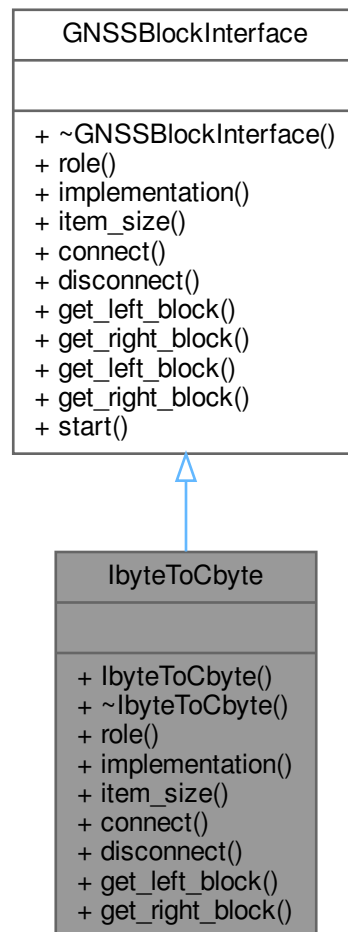 GNSSBlockInterface
+ ~GNSSBlockInterface()
+ role()
+ implementation()
+ item_size()
+ connect()
+ disconnect()
+ get_left_block()
+ get_right_block()
+ get_left_block()
+ get_right_block()
+ start()
IbyteToCbyte
+ IbyteToCbyte()
+ ~IbyteToCbyte()
+ role()
+ implementation()
+ item_size()
+ connect()
+ disconnect()
+ get_left_block()
+ get_right_block()